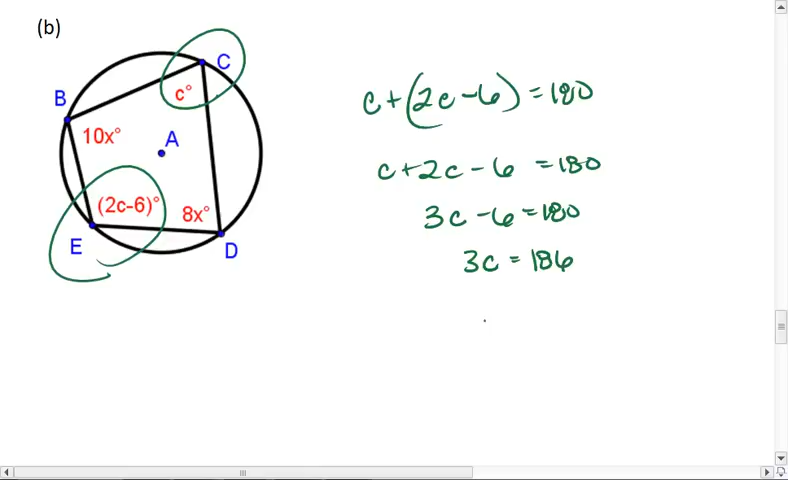 (b)
C
c°
B
10x°
A
(2c-6)°
8x°
E
D
c+(2c-6)=180
c+2c-6=180
3c-6=180
3c=186